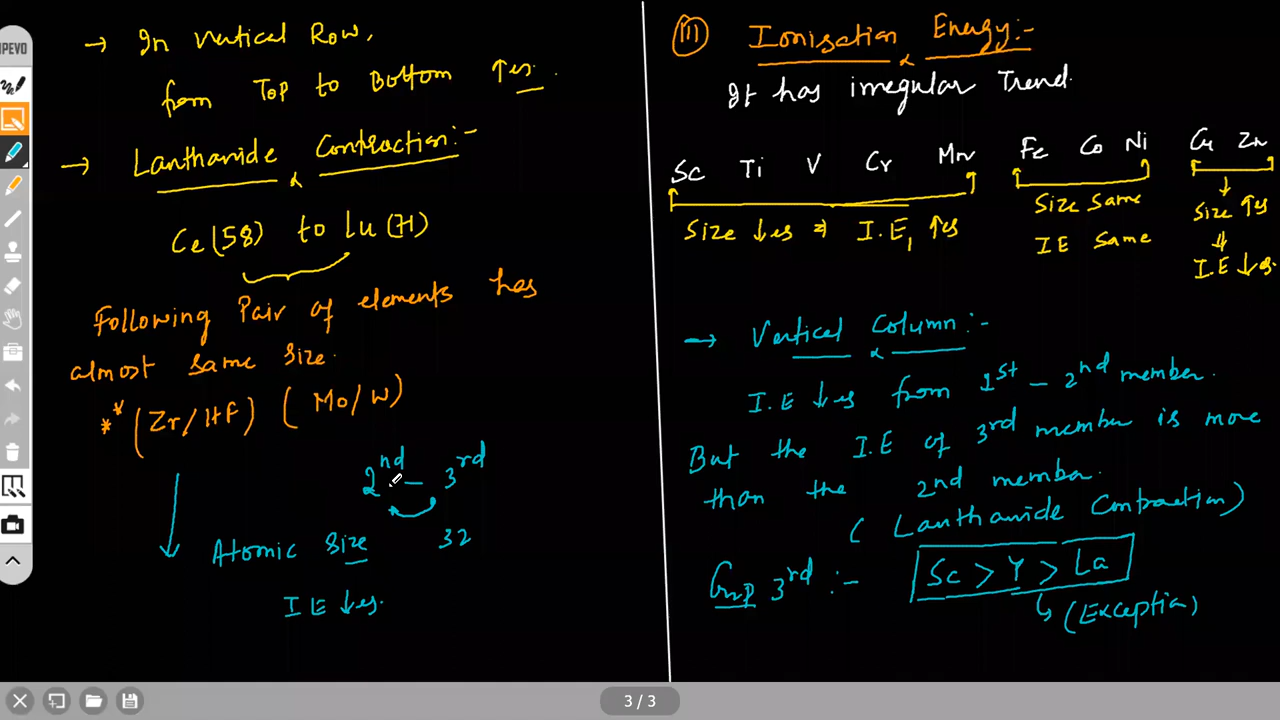 IPEVO
→ In Vertical Row,
from Top to Bottom ↑es.
→ Lanthanide Contraction:-
Ce(58) to Lu(71)
Following Pair of elements has
almost same size.
** (Zr/Hf) (Mo/W)
2nd – 3rd
32
Atomic Size
IE ↓es.
(III) Ionisation Energy:-
It has irregular Trend.
Sc Ti V Cr Mn Fe Co Ni Cu Zn
Size ↓es ⇒ I.E₁ ↑es
Size Same
IE Same
Size ↑es
⇓
I.E ↓es.
→ Vertical Column:-
I.E ↓es from 1st – 2nd member.
But the I.E of 3rd member is more
than the 2nd member.
(Lanthanide Contraction)
Grp 3rd :- Sc > Y > La
↳ (Exception)
3 / 3